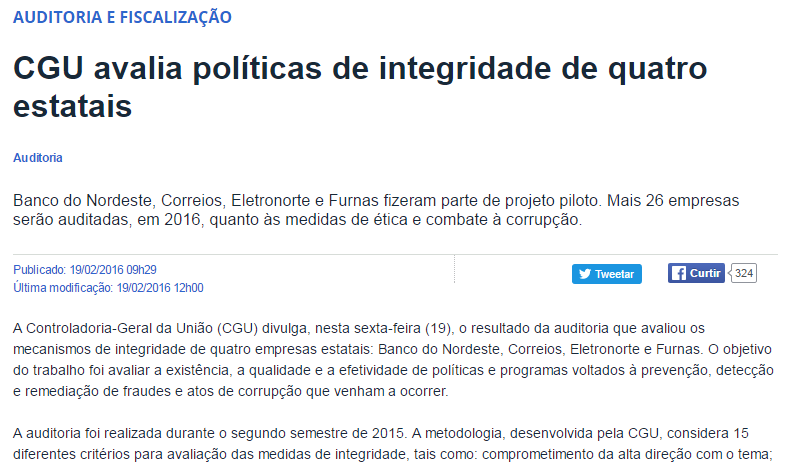 AUDITORIA E FISCALIZAÇÃO
CGU avalia políticas de integridade de quatro
estatais
Auditoria
Banco do Nordeste, Correios, Eletronorte e Furnas fizeram parte de projeto piloto. Mais 26 empresas
serão auditadas, em 2016, quanto às medidas de ética e combate à corrupção.
Publicado: 19/02/2016 09h29
Última modificação: 19/02/2016 12h00
Tweetar
Curtir
324
A Controladoria-Geral da União (CGU) divulga, nesta sexta-feira (19), o resultado da auditoria que avaliou os
mecanismos de integridade de quatro empresas estatais: Banco do Nordeste, Correios, Eletronorte e Furnas. O objetivo
do trabalho foi avaliar a existência, a qualidade e a efetividade de políticas e programas voltados à prevenção, detecção
e remediação de fraudes e atos de corrupção que venham a ocorrer.
A auditoria foi realizada durante o segundo semestre de 2015. A metodologia, desenvolvida pela CGU, considera 15
diferentes critérios para avaliação das medidas de integridade, tais como: comprometimento da alta direção com o tema;